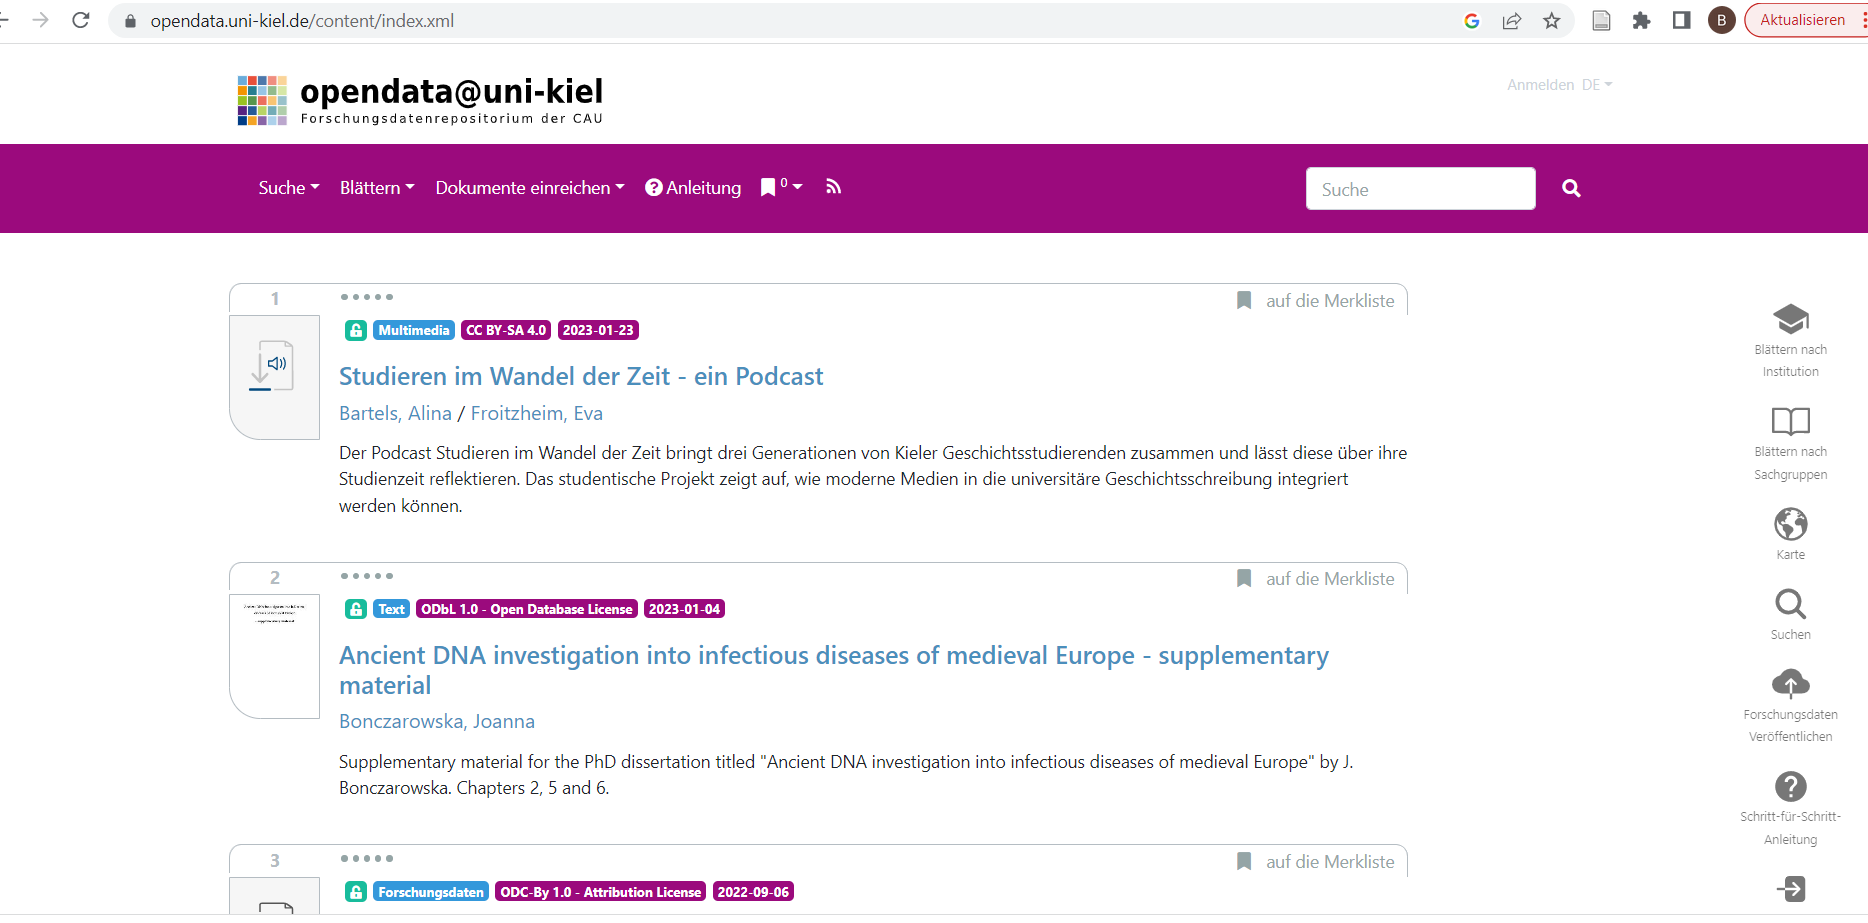 opendata.uni-kiel.de/content/index.xml
B
Aktualisieren
opendata@uni-kiel
Forschungsdatenrepositorium der CAU
Anmelden DE
Suche Blättern Dokumente einreichen Anleitung 0
Suche
1
auf die Merkliste
Multimedia CC BY-SA 4.0 2023-01-23
Studieren im Wandel der Zeit - ein Podcast
Bartels, Alina / Froitzheim, Eva
Der Podcast Studieren im Wandel der Zeit bringt drei Generationen von Kieler Geschichtsstudierenden zusammen und lässt diese über ihre
Studienzeit reflektieren. Das studentische Projekt zeigt auf, wie moderne Medien in die universitäre Geschichtsschreibung integriert
werden können.
2
auf die Merkliste
Text ODbL 1.0 - Open Database License 2023-01-04
Ancient DNA investigation into infectious diseases of medieval Europe - supplementary
material
Bonczarowska, Joanna
Supplementary material for the PhD dissertation titled "Ancient DNA investigation into infectious diseases of medieval Europe" by J.
Bonczarowska. Chapters 2, 5 and 6.
3
auf die Merkliste
Forschungsdaten ODC-By 1.0 - Attribution License 2022-09-06
Blättern nach
Institution
Blättern nach
Sachgruppen
Karte
Suchen
Forschungsdaten
Veröffentlichen
Schritt-für-Schritt-
Anleitung